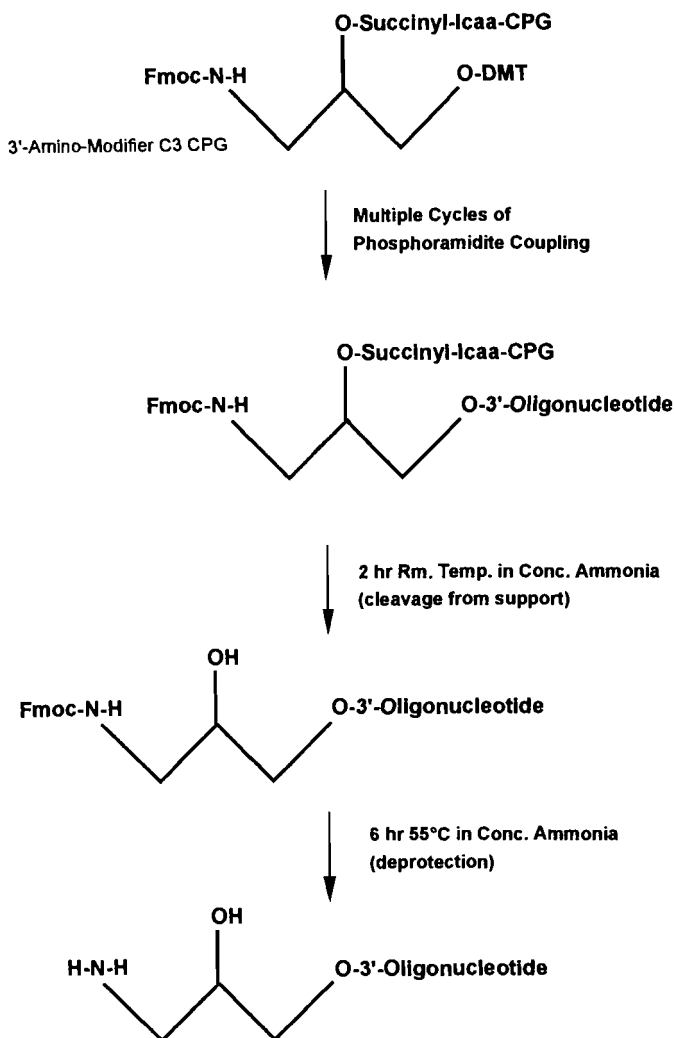 O-Succinyl-lcaa-CPG
Fmoc-N-H
O-DMT
3'-Amino-Modifier C3 CPG
Multiple Cycles of
Phosphoramidite Coupling
O-Succinyl-lcaa-CPG
Fmoc-N-H
O-3'-Oligonucleotide
2 hr Rm. Temp. in Conc. Ammonia
(cleavage from support)
OH
Fmoc-N-H
O-3'-Oligonucleotide
6 hr 55°C in Conc. Ammonia
(deprotection)
OH
H-N-H
O-3'-Oligonucleotide